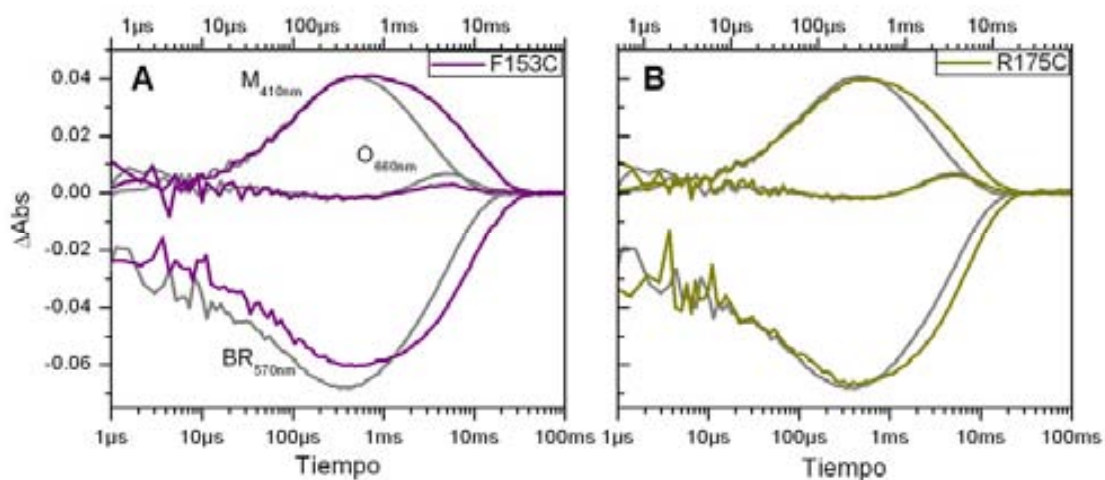 1µs 10µs 100µs 1ms 10ms
1µs 10µs 100µs 1ms 10ms
A
F153C
B
R175C
M410nm
O660nm
BR570nm
0.04
0.02
0.00
-0.02
-0.04
-0.06
ΔAbs
1µs 10µs 100µs 1ms 10ms 100ms
1µs 10µs 100µs 1ms 10ms 100ms
Tiempo
Tiempo